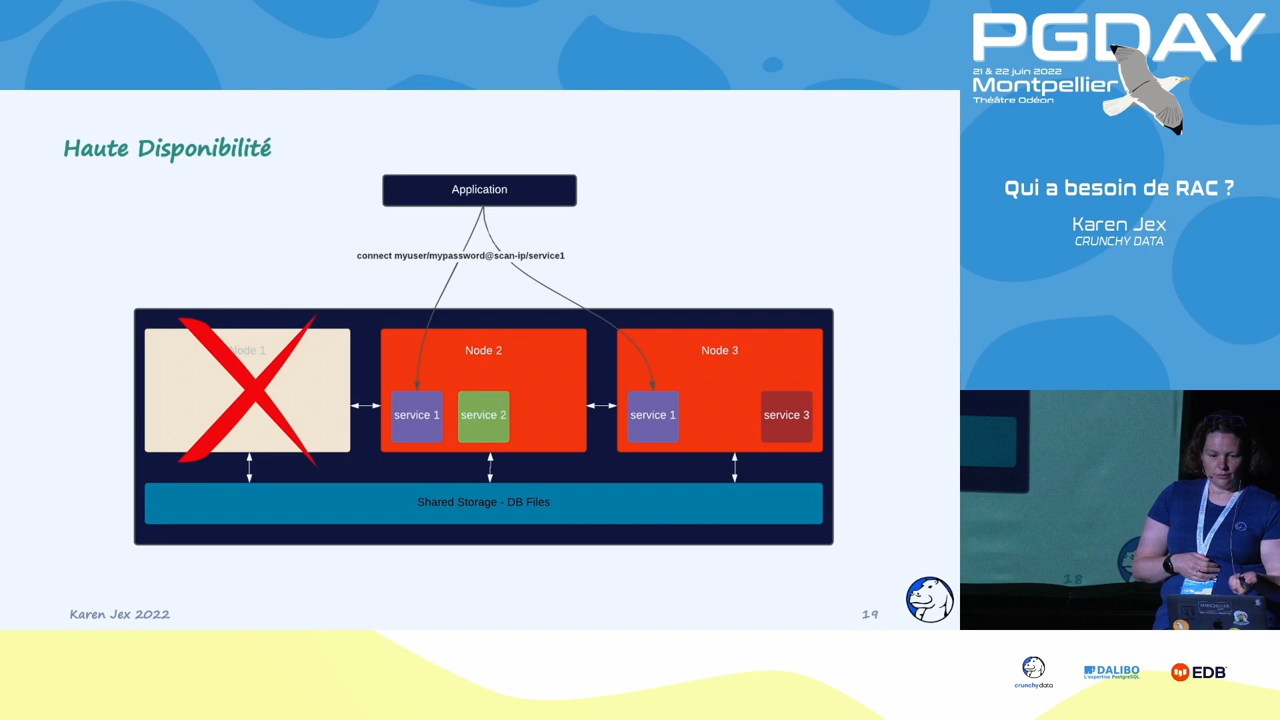 PGDAY
21 & 22 juin 2022
Montpellier
Théâtre Odéon
Qui a besoin de RAC ?
Karen Jex
CRUNCHY DATA
Haute Disponibilité
Application
connect myuser/mypassword@scan-ip/service1
Node 1
Node 2
Node 3
service 1
service 2
service 1
service 3
Shared Storage - DB Files
Karen Jex 2022
19
18
crunchydata
DALIBO
L'expertise PostgreSQL
EDB